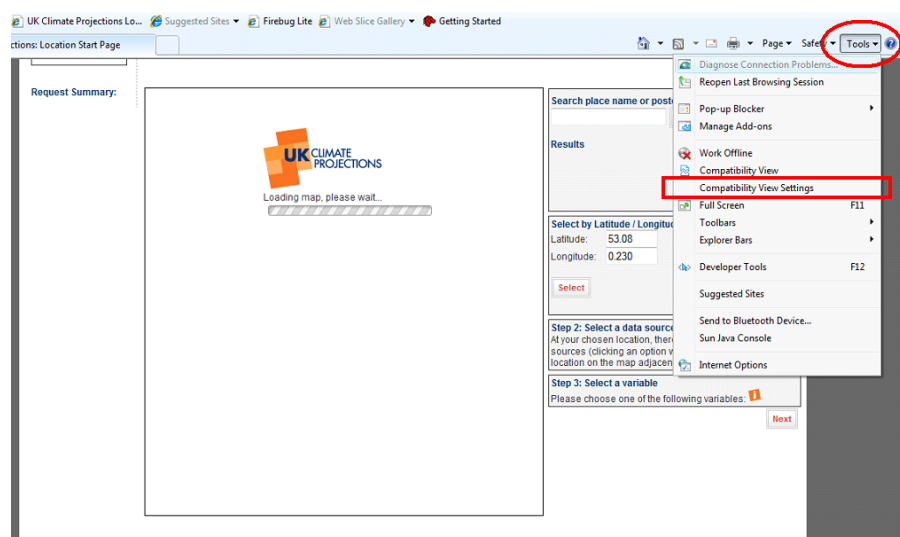 UK Climate Projections Lo...
Suggested Sites
Firebug Lite
Web Slice Gallery
Getting Started
ctions: Location Start Page
Page
Safety
Tools
Request Summary:
UK CLIMATE
PROJECTIONS
Loading map, please wait...
Search place name or post
Results
Select by Latitude / Longitud
Latitude: 53.08
Longitude: 0.230
Select
Step 2: Select a data source
At your chosen location, ther
sources (clicking an option w
location on the map adjacen
Step 3: Select a variable
Please choose one of the following variables:
Next
Diagnose Connection Problems...
Reopen Last Browsing Session
Pop-up Blocker
Manage Add-ons
Work Offline
Compatibility View
Compatibility View Settings
Full Screen F11
Toolbars
Explorer Bars
Developer Tools F12
Suggested Sites
Send to Bluetooth Device...
Sun Java Console
Internet Options